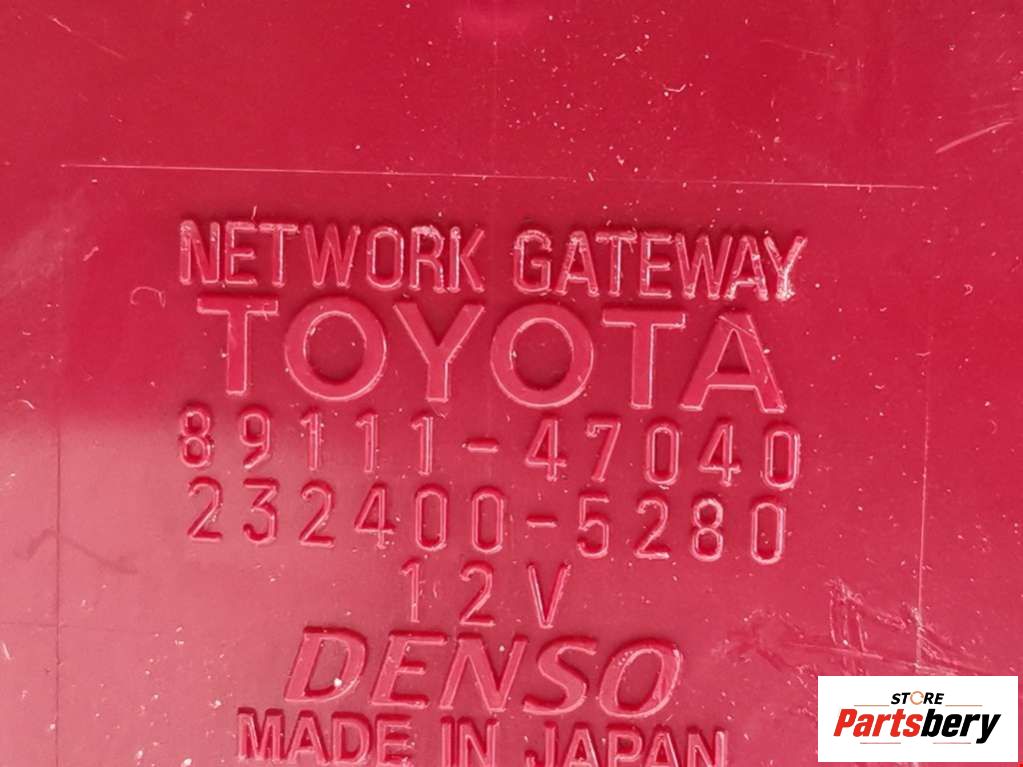 NETWORK GATEWAY
TOYOTA
89111-47040
232400-5280
12V
DENSO
MADE IN JAPAN
STORE
Partsbery